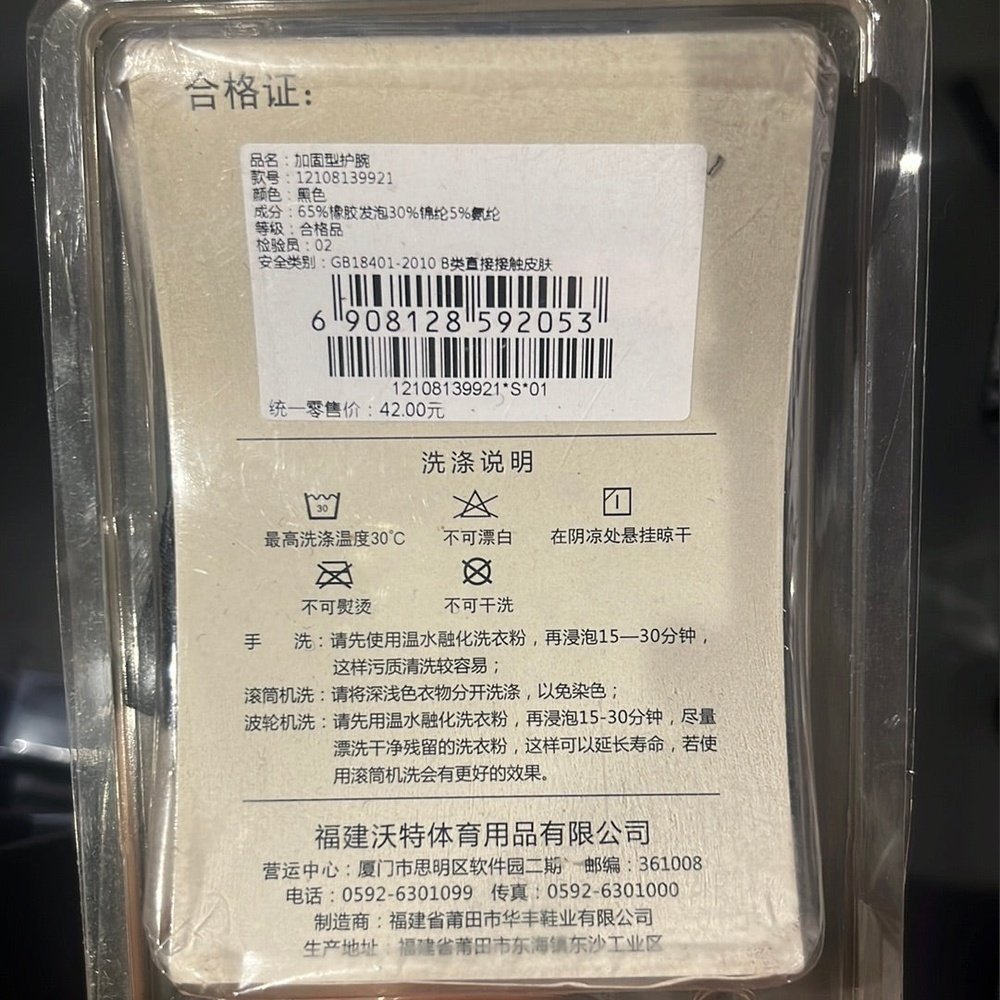 合格证：
品名：加固型护腕
款号：12108139921
颜色：黑色
成分：65%橡胶发泡30%锦纶5%氨纶
等级：合格品
检验员：02
安全类别：GB18401-2010 B类直接接触皮肤
6 908128 592053
12108139921*S*01
统一零售价：42.00元
洗涤说明
30
最高洗涤温度30℃ 不可漂白 在阴凉处悬挂晾干
不可熨烫 不可干洗
手 洗：请先使用温水融化洗衣粉，再浸泡15—30分钟，
这样污质清洗较容易；
滚筒机洗：请将深浅色衣物分开洗涤，以免染色；
波轮机洗：请先用温水融化洗衣粉，再浸泡15-30分钟，尽量
漂洗干净残留的洗衣粉，这样可以延长寿命，若使
用滚筒机洗会有更好的效果。
福建沃特体育用品有限公司
营运中心：厦门市思明区软件园二期 邮编：361008
电话：0592-6301099 传真：0592-6301000
制造商：福建省莆田市华丰鞋业有限公司
生产地址：福建省莆田市东海镇东沙工业区